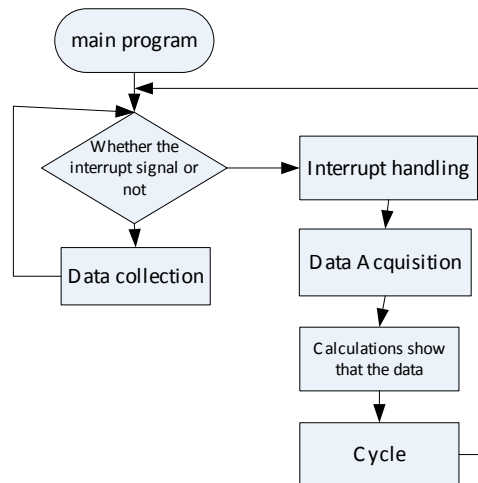 main program
Whether the
interrupt signal or
not
Interrupt handling
Data collection
Data Acquisition
Calculations show
that the data
Cycle